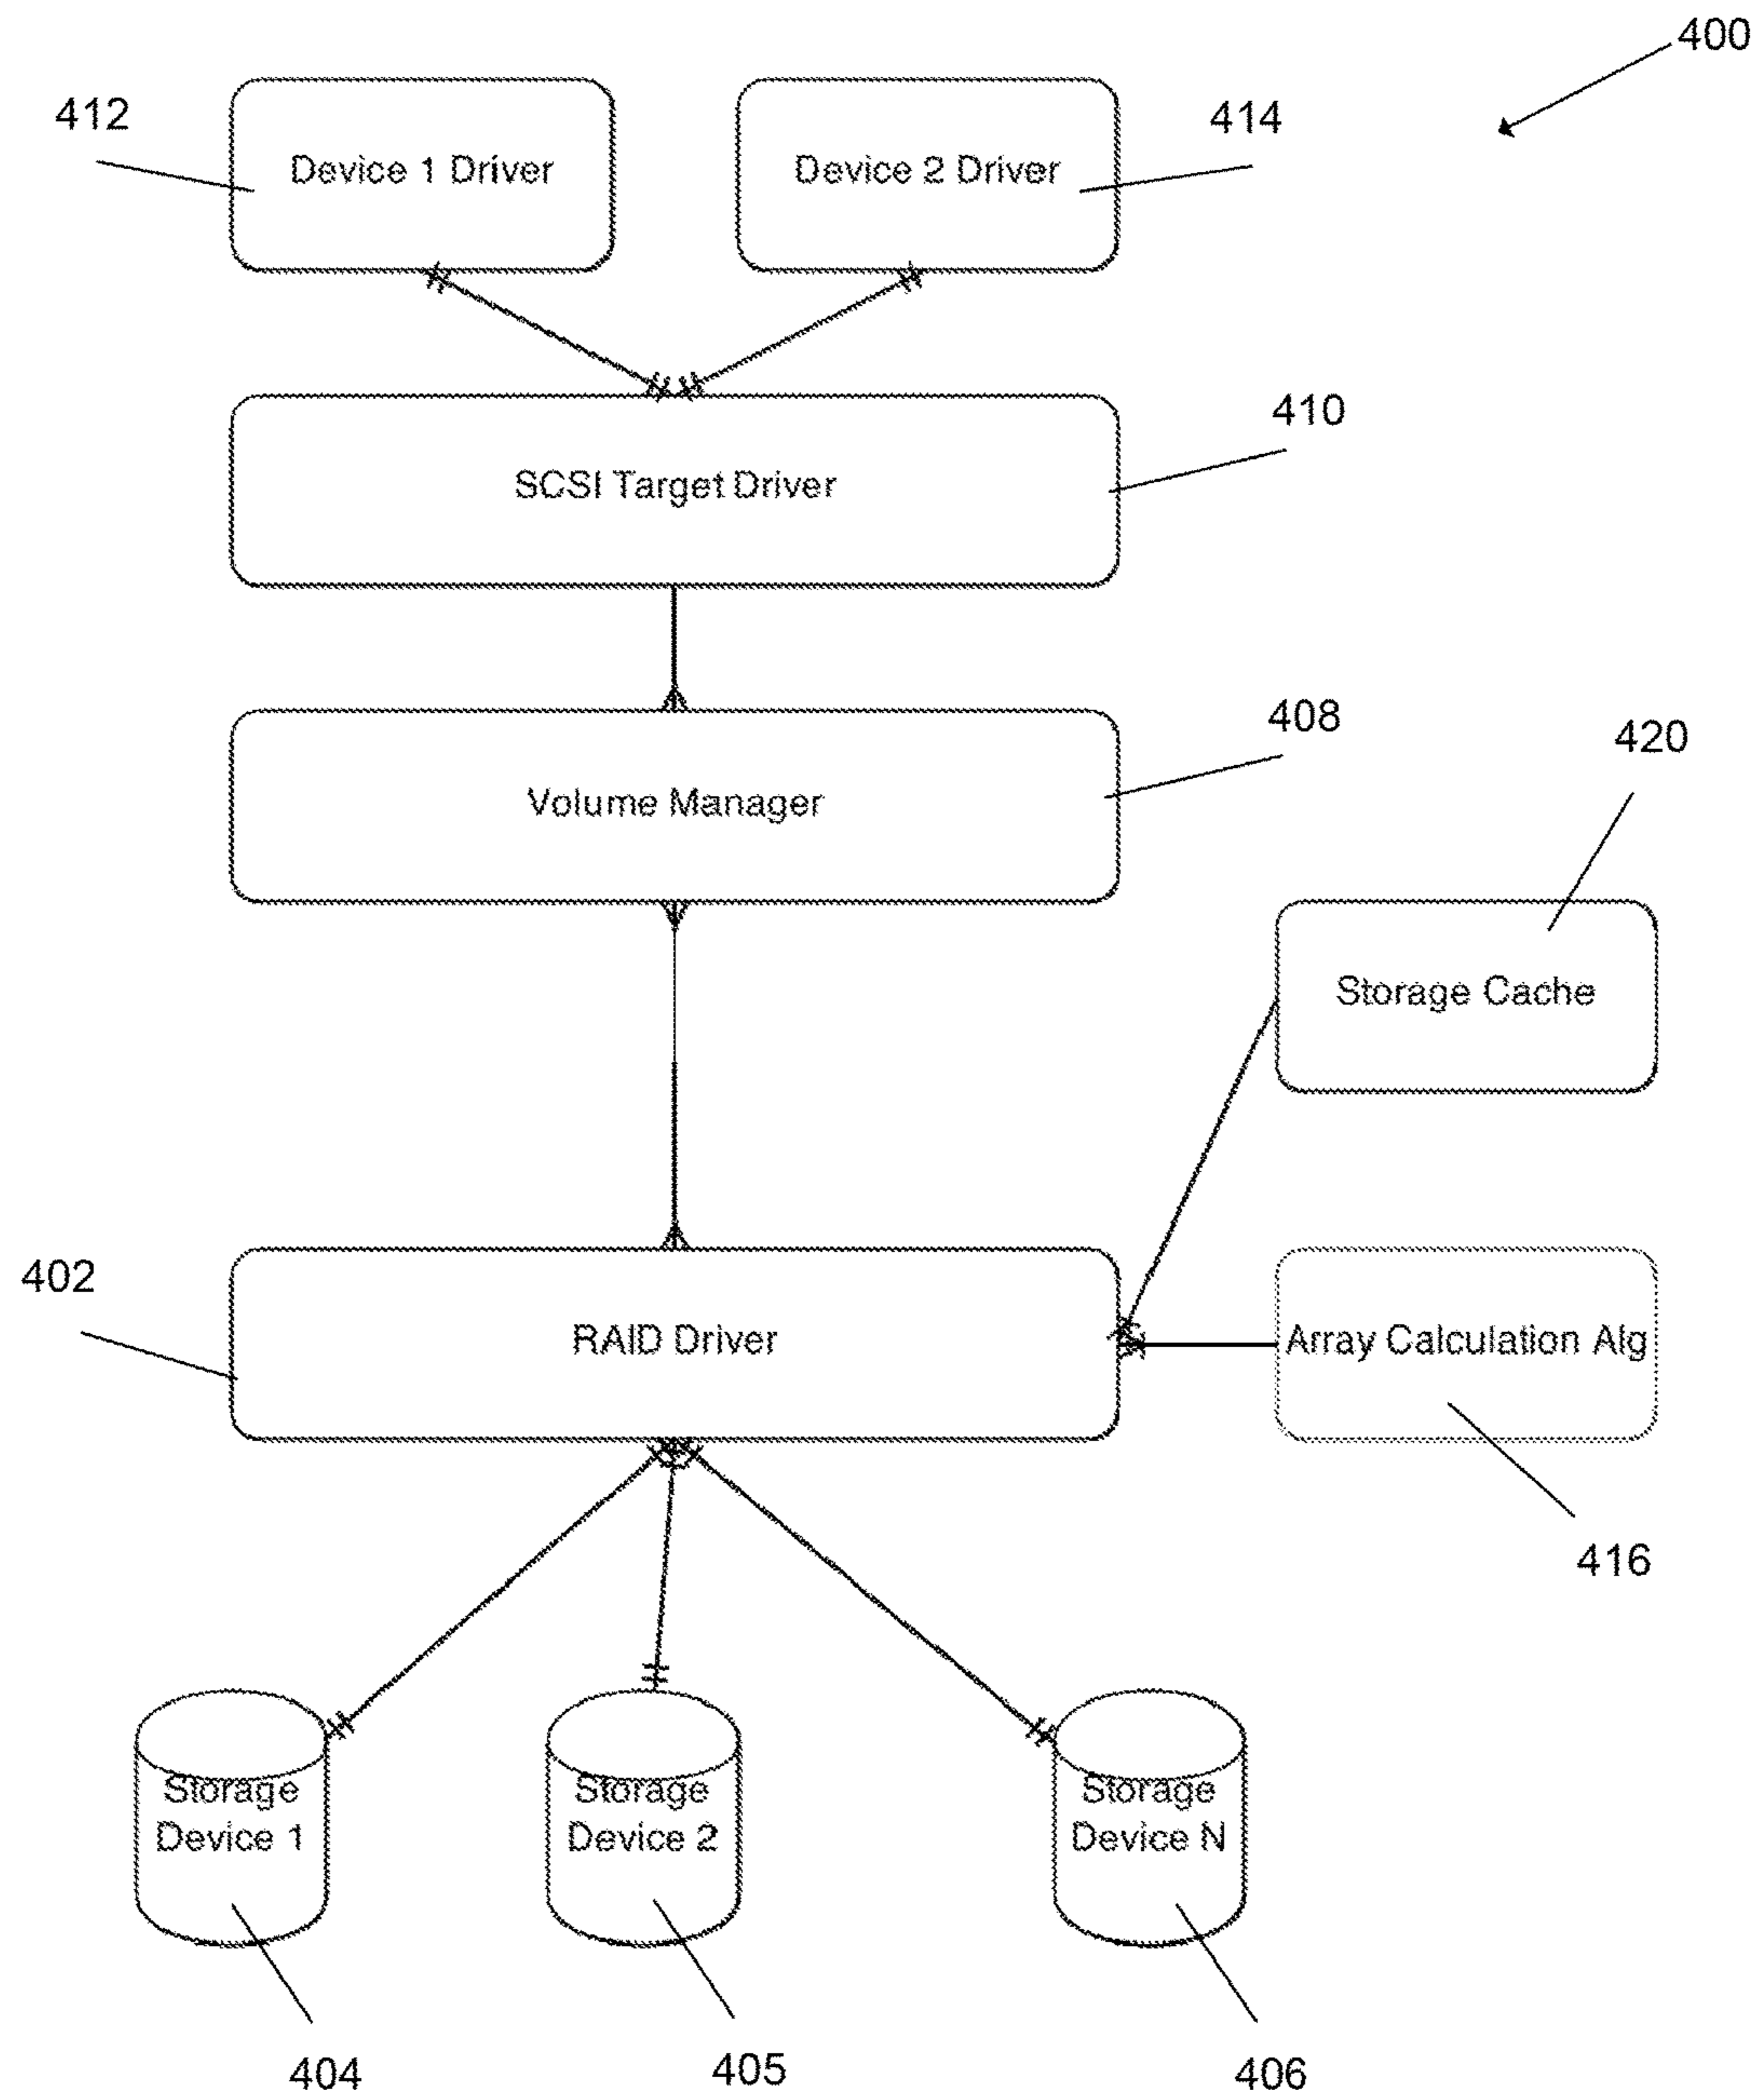 400
412
414
Device 1 Driver
Device 2 Driver
410
SCSI Target Driver
408
420
Volume Manager
Storage Cache
402
RAID Driver
Array Calculation Alg
416
Storage
Device 1
Storage
Device 2
Storage
Device N
404
405
406